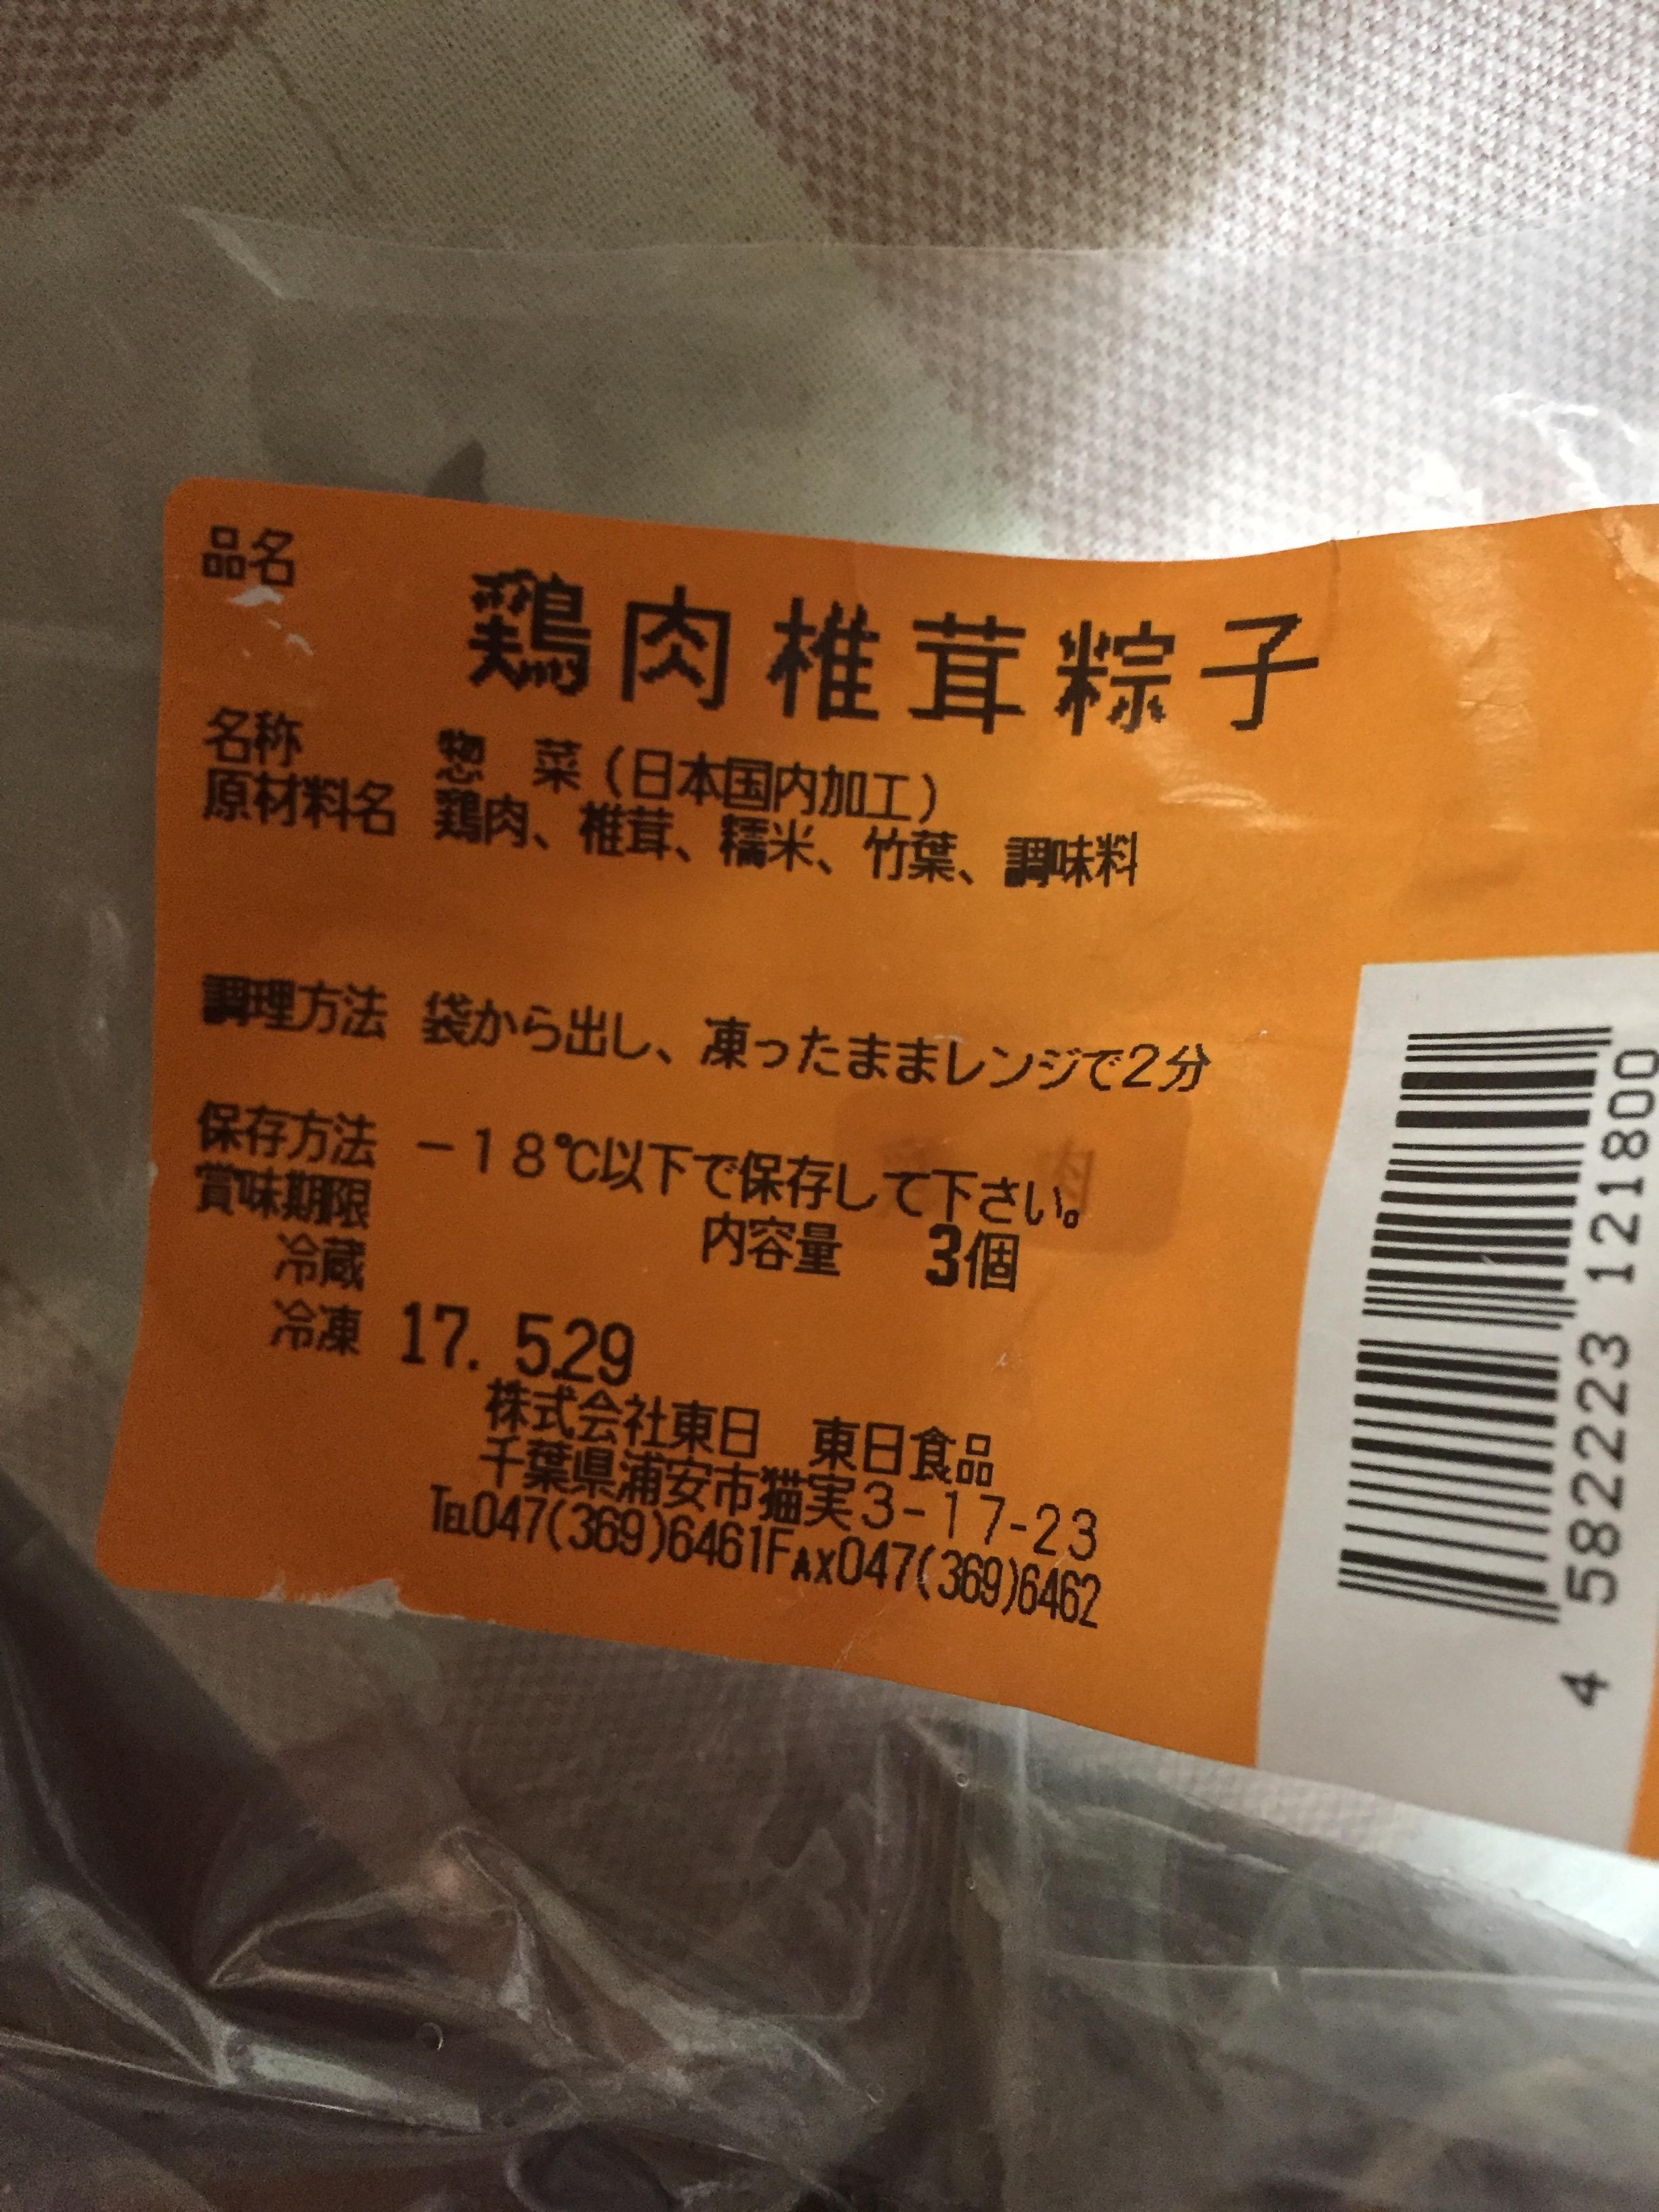 品名
鶏肉椎茸粽子
名称 惣 菜(日本国内加工)
原材料名 鶏肉、椎茸、糯米、竹葉、調味料
調理方法 袋から出し、凍ったままレンジで2分
保存方法 -18℃以下で保存して下さい。
賞味期限 内容量 3個
冷蔵
冷凍 17. 5.29
株式会社東日 東日食品
千葉県浦安市猫実3-17-23
TEL047(369)6461FAX047(369)6462
4 582223 121800